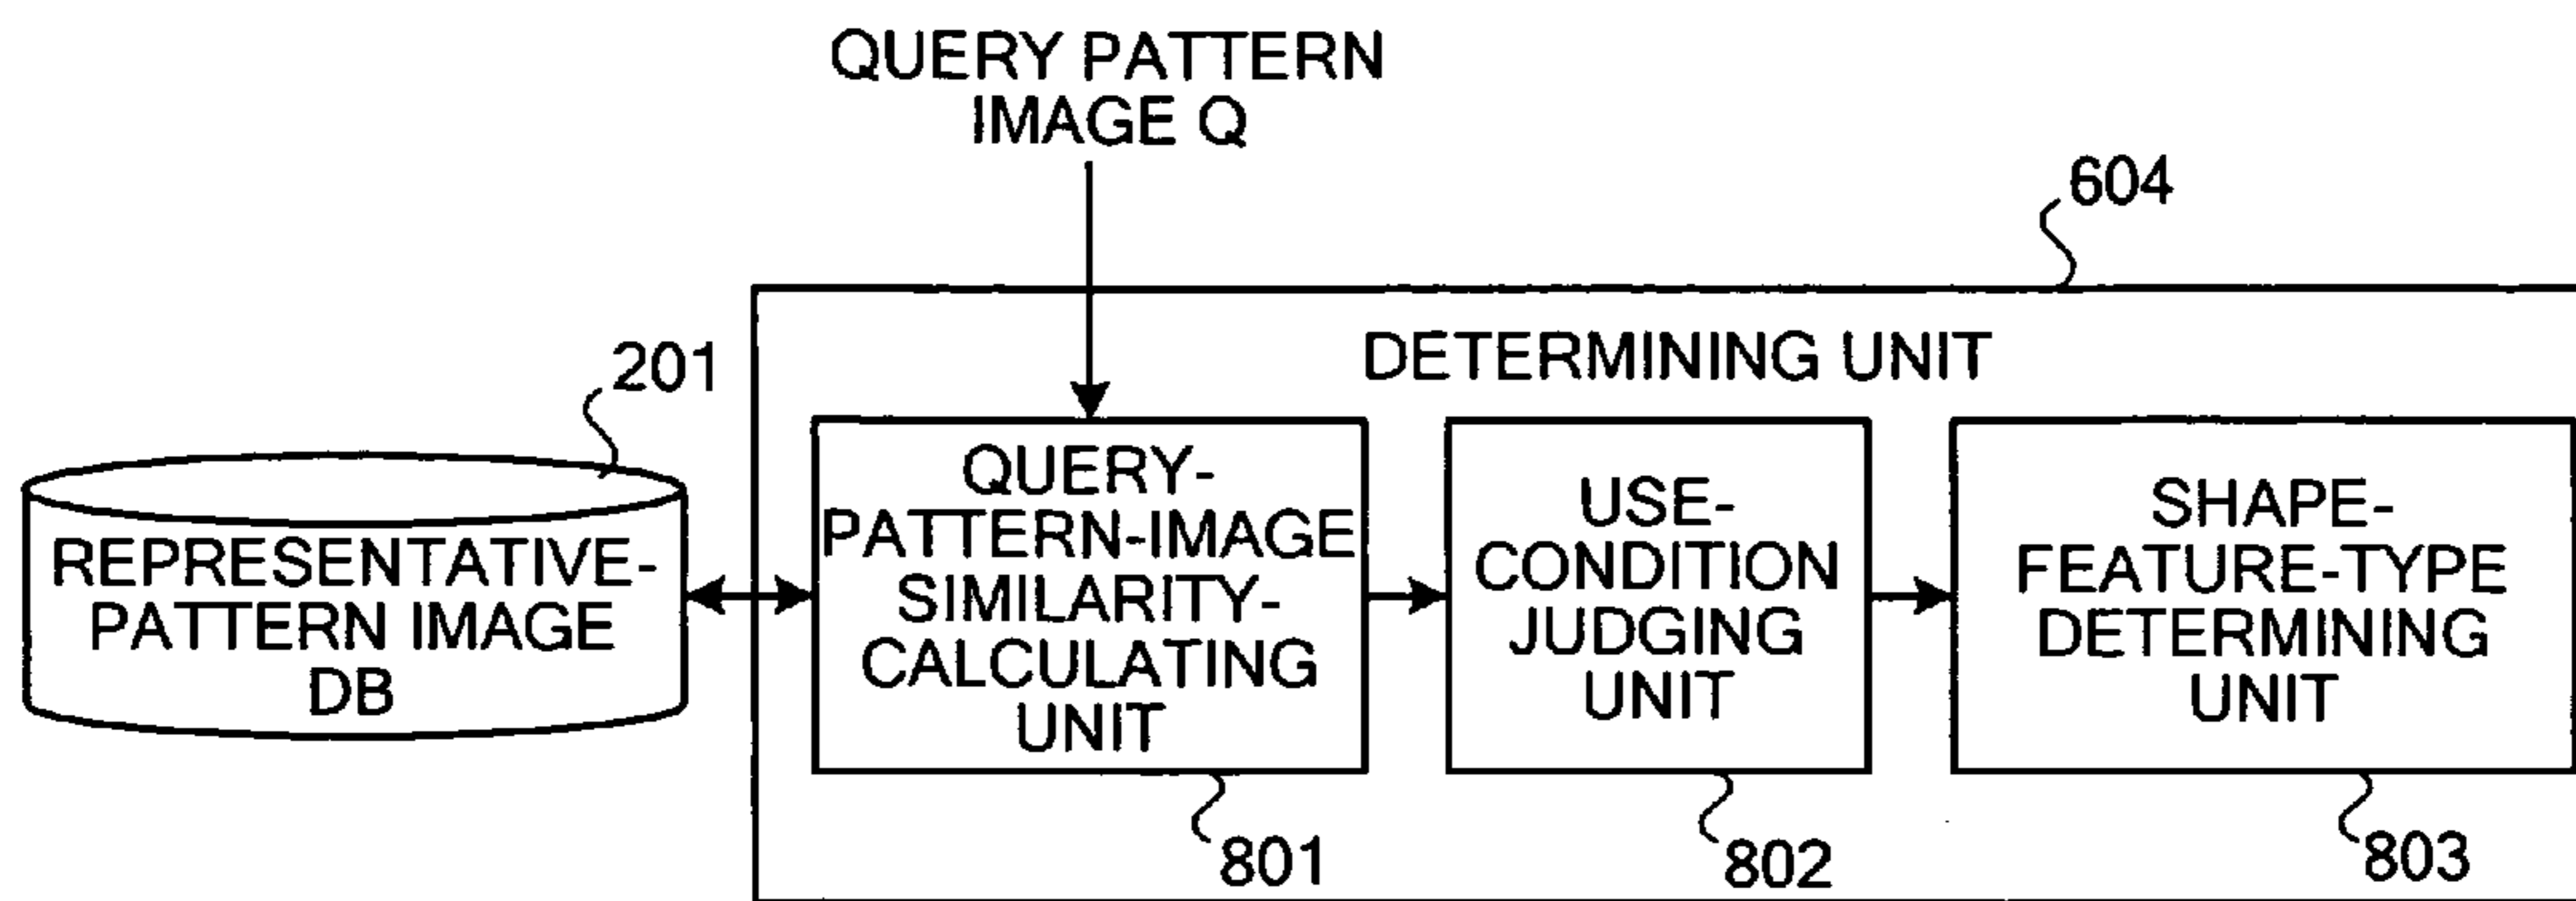 QUERY PATTERN
IMAGE Q
604
DETERMINING UNIT
201
REPRESENTATIVE-
PATTERN IMAGE
DB
QUERY-
PATTERN-IMAGE
SIMILARITY-
CALCULATING
UNIT
USE-
CONDITION
JUDGING
UNIT
SHAPE-
FEATURE-TYPE
DETERMINING
UNIT
801
802
803